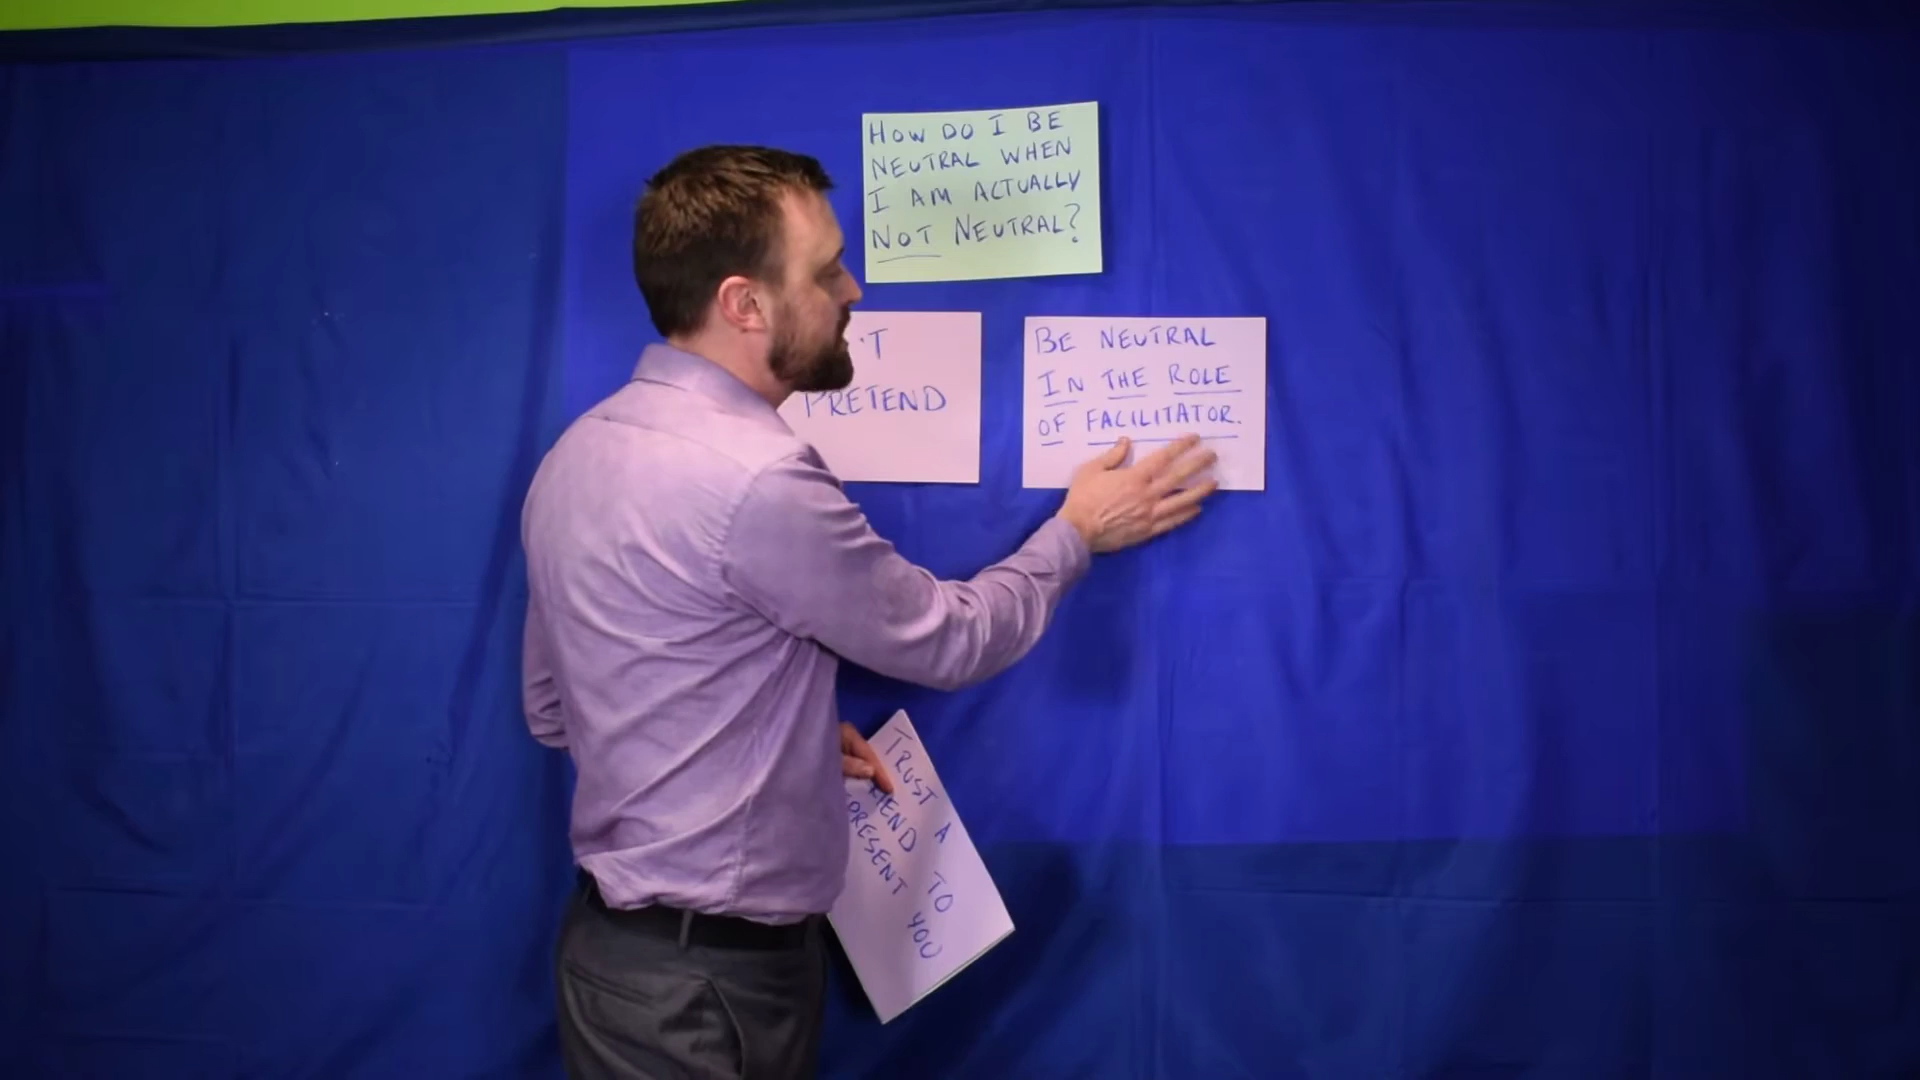 HOW DO I BE
NEUTRAL WHEN
I AM ACTUALLY
NOT NEUTRAL?
PRETEND
BE NEUTRAL
IN THE ROLE
OF FACILITATOR.
TRUST A
TO
PRESENT
YOU